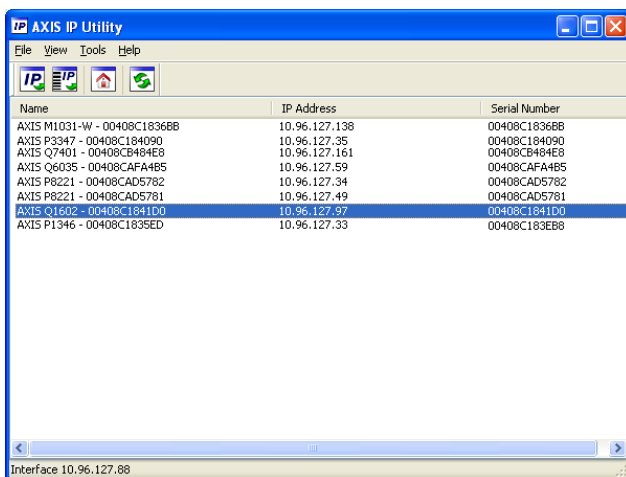 IP AXIS IP Utility
File View Tools Help
IP IP
Name IP Address Serial Number
AXIS M1031-W - 00408C1836BB 10.96.127.138 00408C1836BB
AXIS P3347 - 00408C184090 10.96.127.35 00408C184090
AXIS Q7401 - 00408CB484E8 10.96.127.161 00408CB484E8
AXIS Q6035 - 00408CAFA4B5 10.96.127.59 00408CAFA4B5
AXIS P8221 - 00408CAD5782 10.96.127.34 00408CAD5782
AXIS P8221 - 00408CAD5781 10.96.127.49 00408CAD5781
AXIS Q1602 - 00408C1841D0 10.96.127.97 00408C1841D0
AXIS P1346 - 00408C1835ED 10.96.127.33 00408C183EB8
Interface 10.96.127.88